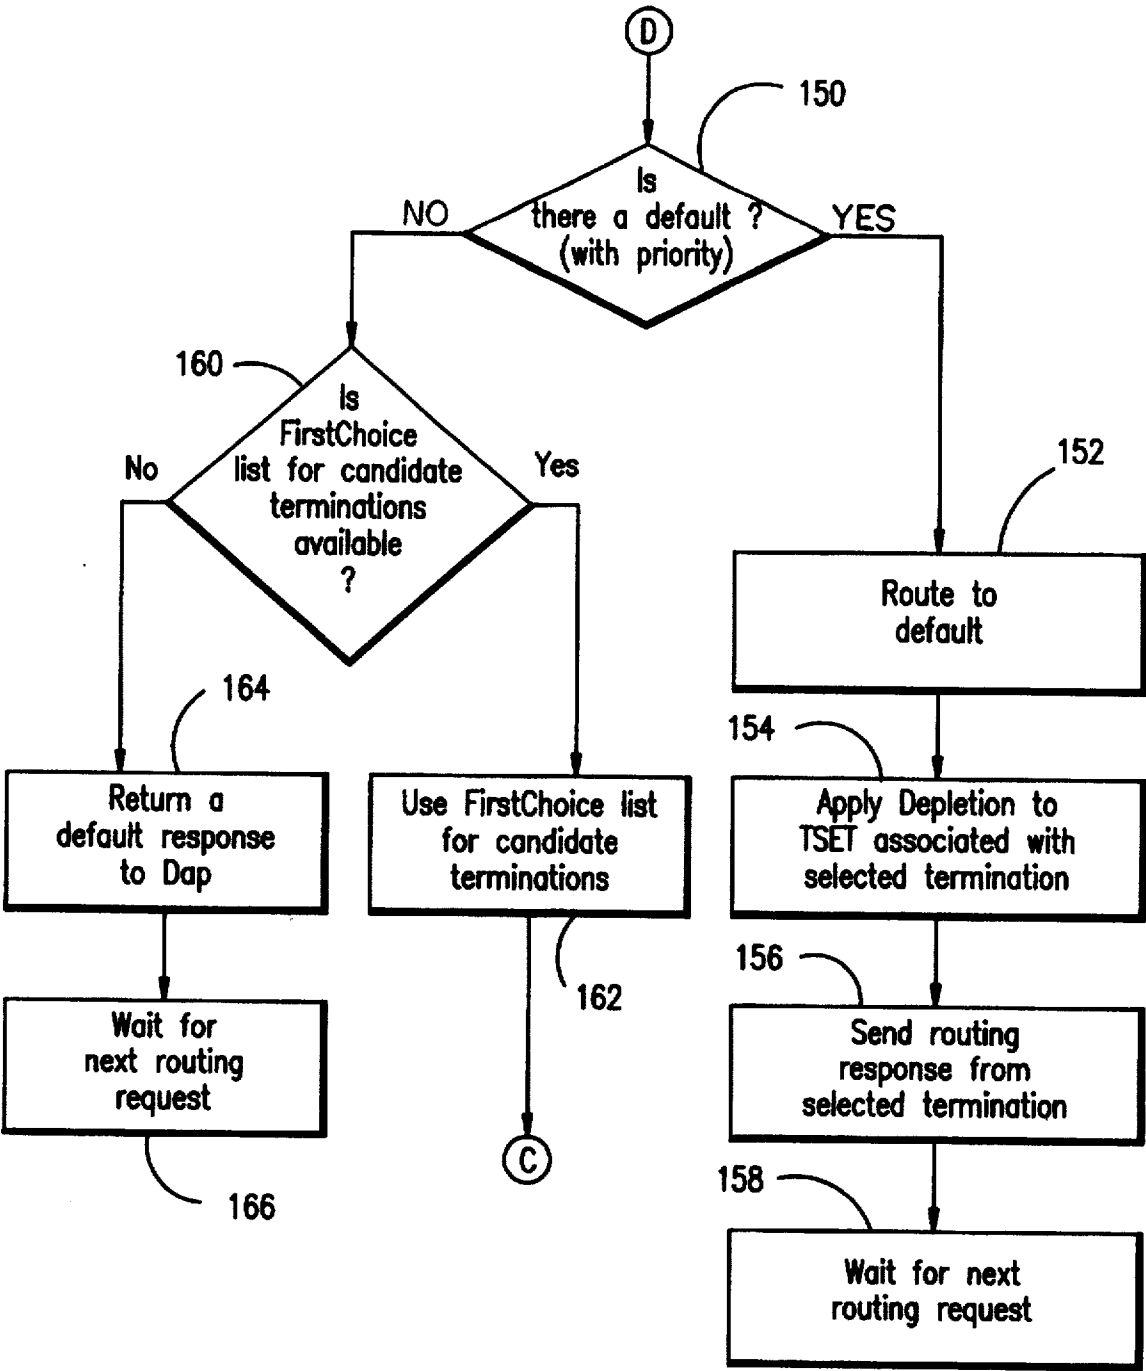 D
150
Is
there a default ?
(with priority)
NO
YES
160
Is
FirstChoice
list for candidate
terminations
available
?
No
Yes
152
Route to
default
164
154
Return a
default response
to Dap
Use FirstChoice list
for candidate
terminations
Apply Depletion to
TSET associated with
selected termination
162
156
Wait for
next routing
request
Send routing
response from
selected termination
C
166
158
Wait for next
routing request